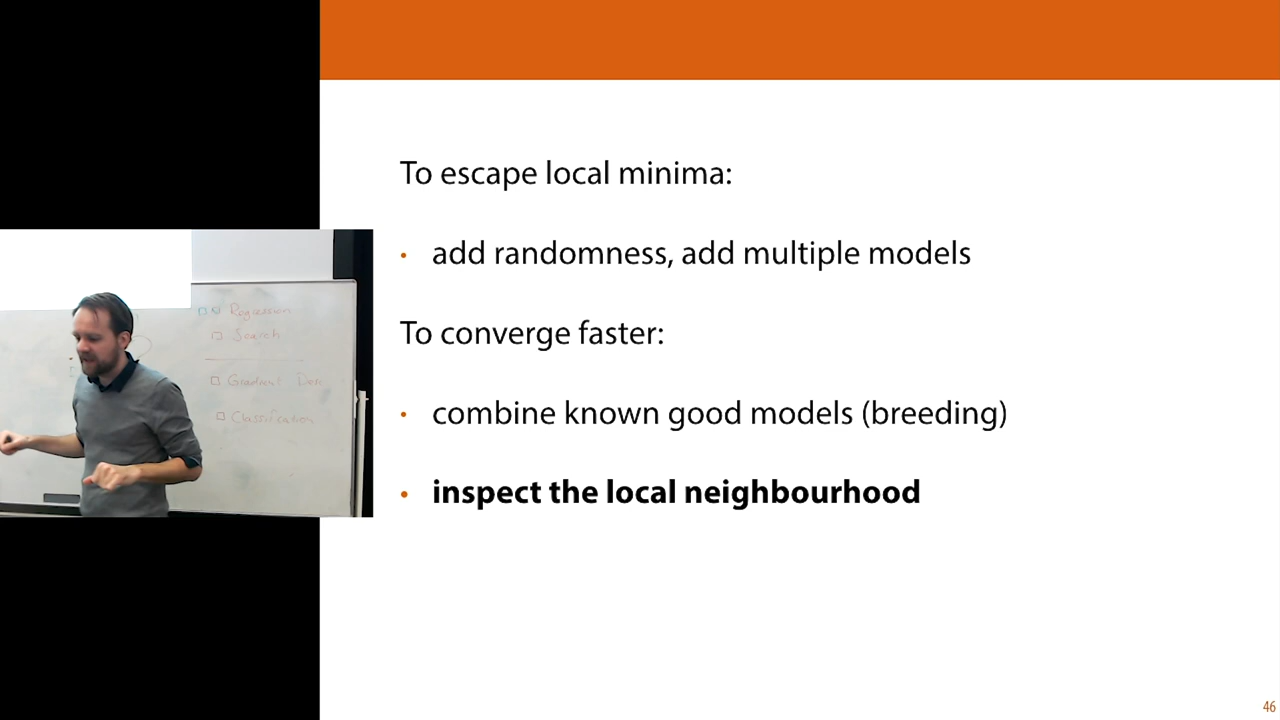 To escape local minima:
• add randomness, add multiple models
To converge faster:
• combine known good models (breeding)
• inspect the local neighbourhood
46
Regression
Search
Gradient
Classification